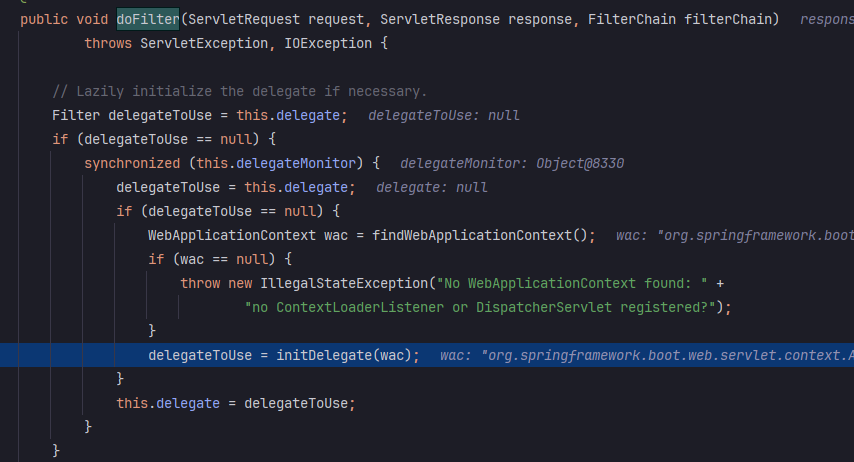 public void doFilter(ServletRequest request, ServletResponse response, FilterChain filterChain)   respons
        throws ServletException, IOException {
    // Lazily initialize the delegate if necessary.
    Filter delegateToUse = this.delegate;   delegateToUse: null
    if (delegateToUse == null) {
        synchronized (this.delegateMonitor) {   delegateMonitor: Object@8330
            delegateToUse = this.delegate;   delegate: null
            if (delegateToUse == null) {
                WebApplicationContext wac = findWebApplicationContext();   wac: "org.springframework.boot
                if (wac == null) {
                    throw new IllegalStateException("No WebApplicationContext found: " +
                            "no ContextLoaderListener or DispatcherServlet registered?");
                }
                delegateToUse = initDelegate(wac);   wac: "org.springframework.boot.web.servlet.context.A
            }
            this.delegate = delegateToUse;
        }
    }